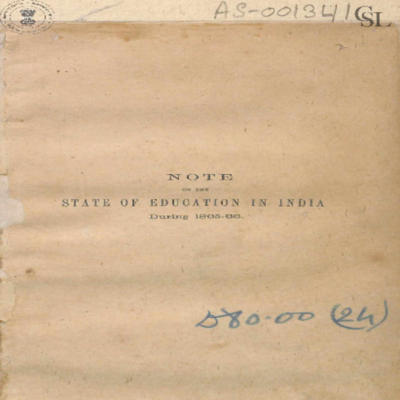 AS-001341
CSL
NOTE
ON THE
STATE OF EDUCATION IN INDIA
During 1865-66.
580-00 (24)